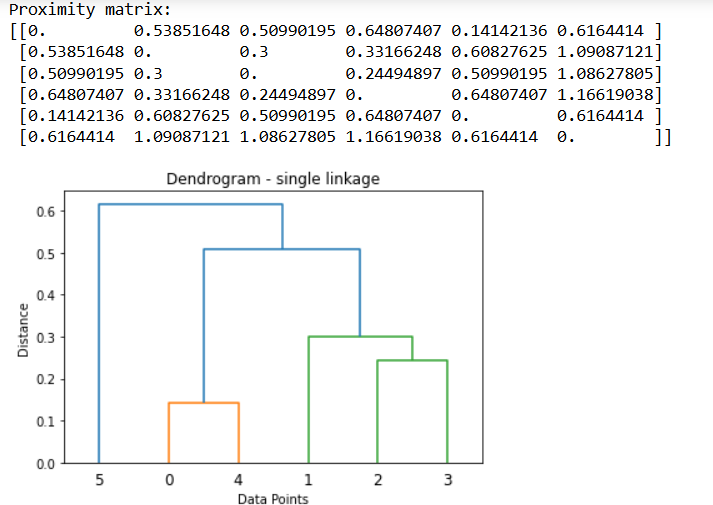 Proximity matrix:
[[0.         0.53851648 0.50990195 0.64807407 0.14142136 0.6164414 ]
 [0.53851648 0.         0.3        0.33166248 0.60827625 1.09087121]
 [0.50990195 0.3        0.         0.24494897 0.50990195 1.08627805]
 [0.64807407 0.33166248 0.24494897 0.         0.64807407 1.16619038]
 [0.14142136 0.60827625 0.50990195 0.64807407 0.         0.6164414 ]
 [0.6164414  1.09087121 1.08627805 1.16619038 0.6164414  0.        ]]
Dendrogram - single linkage
0.6
0.5
0.4
0.3
0.2
0.1
0.0
Distance
5 0 4 1 2 3
Data Points